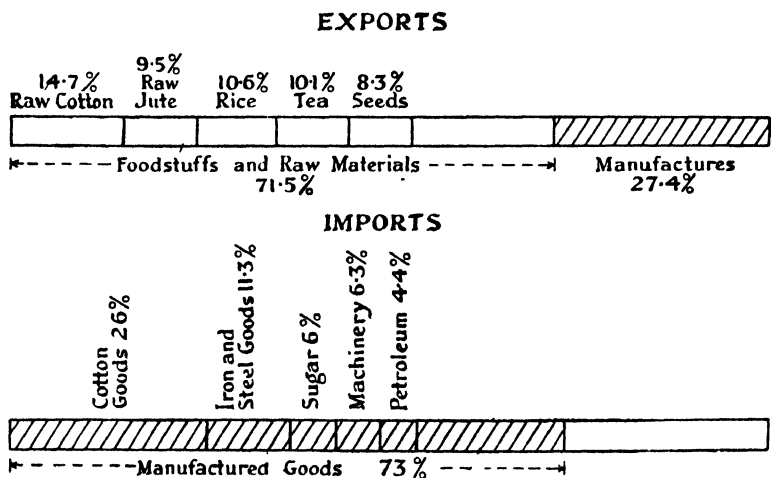 EXPORTS
14·7% 9·5% 10·6% 10·1% 8·3%
Raw Cotton Raw Jute Rice Tea Seeds
Foodstuffs and Raw Materials Manufactures
71·5% 27·4%
IMPORTS
Cotton
Goods 26%
Iron and
Steel Goods 11·3%
Sugar 6%
Machinery 6·3%
Petroleum 4·4%
Manufactured Goods 73%